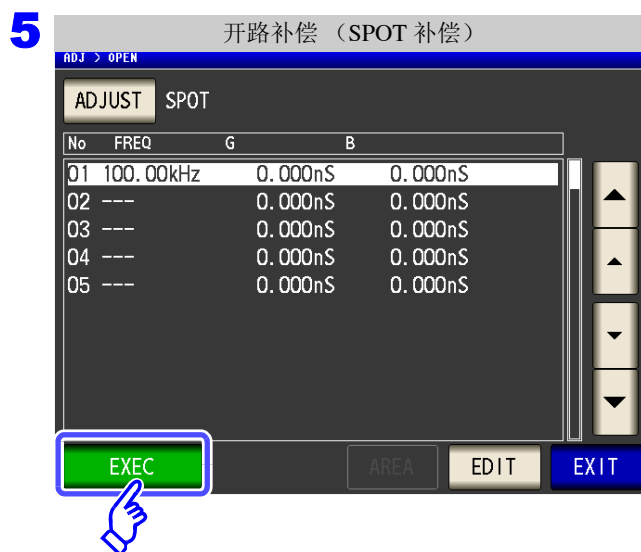 5
开路补偿 （SPOT 补偿）
ADJ > OPEN
ADJUST SPOT
No FREQ G B
01 100.00kHz 0.000nS 0.000nS
02 --- 0.000nS 0.000nS
03 --- 0.000nS 0.000nS
04 --- 0.000nS 0.000nS
05 --- 0.000nS 0.000nS
EXEC AREA EDIT EXIT